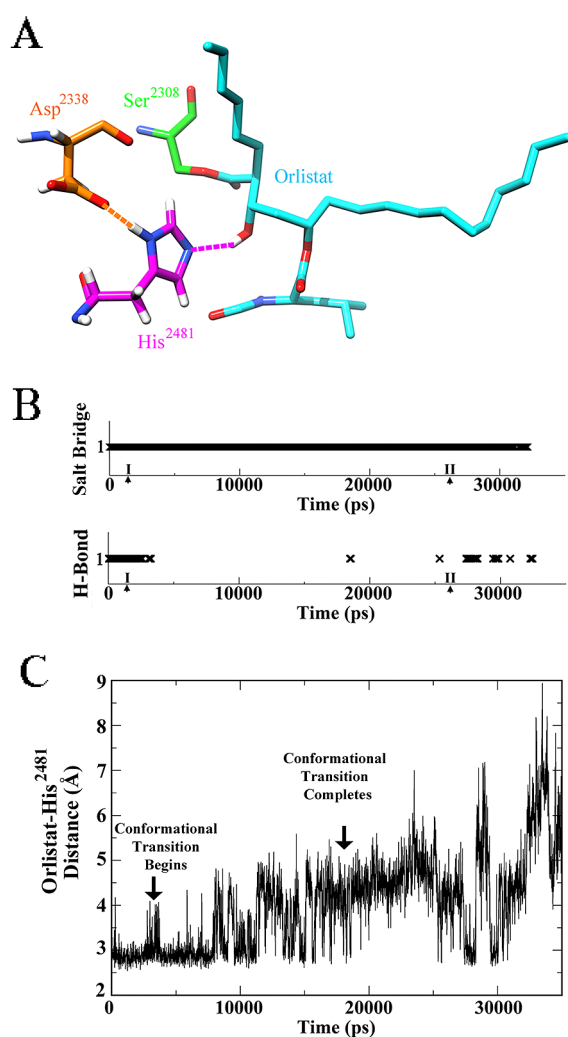 A
Asp2338
Ser2308
Orlistat
His2481
B
Salt Bridge
1
I
II
0
10000
20000
30000
Time (ps)
H-Bond
1
I
II
0
10000
20000
30000
Time (ps)
C
Orlistat-His2481
Distance (Å)
9
8
7
6
5
4
3
2
Conformational
Transition
Begins
Conformational
Transition
Completes
0
10000
20000
30000
Time (ps)